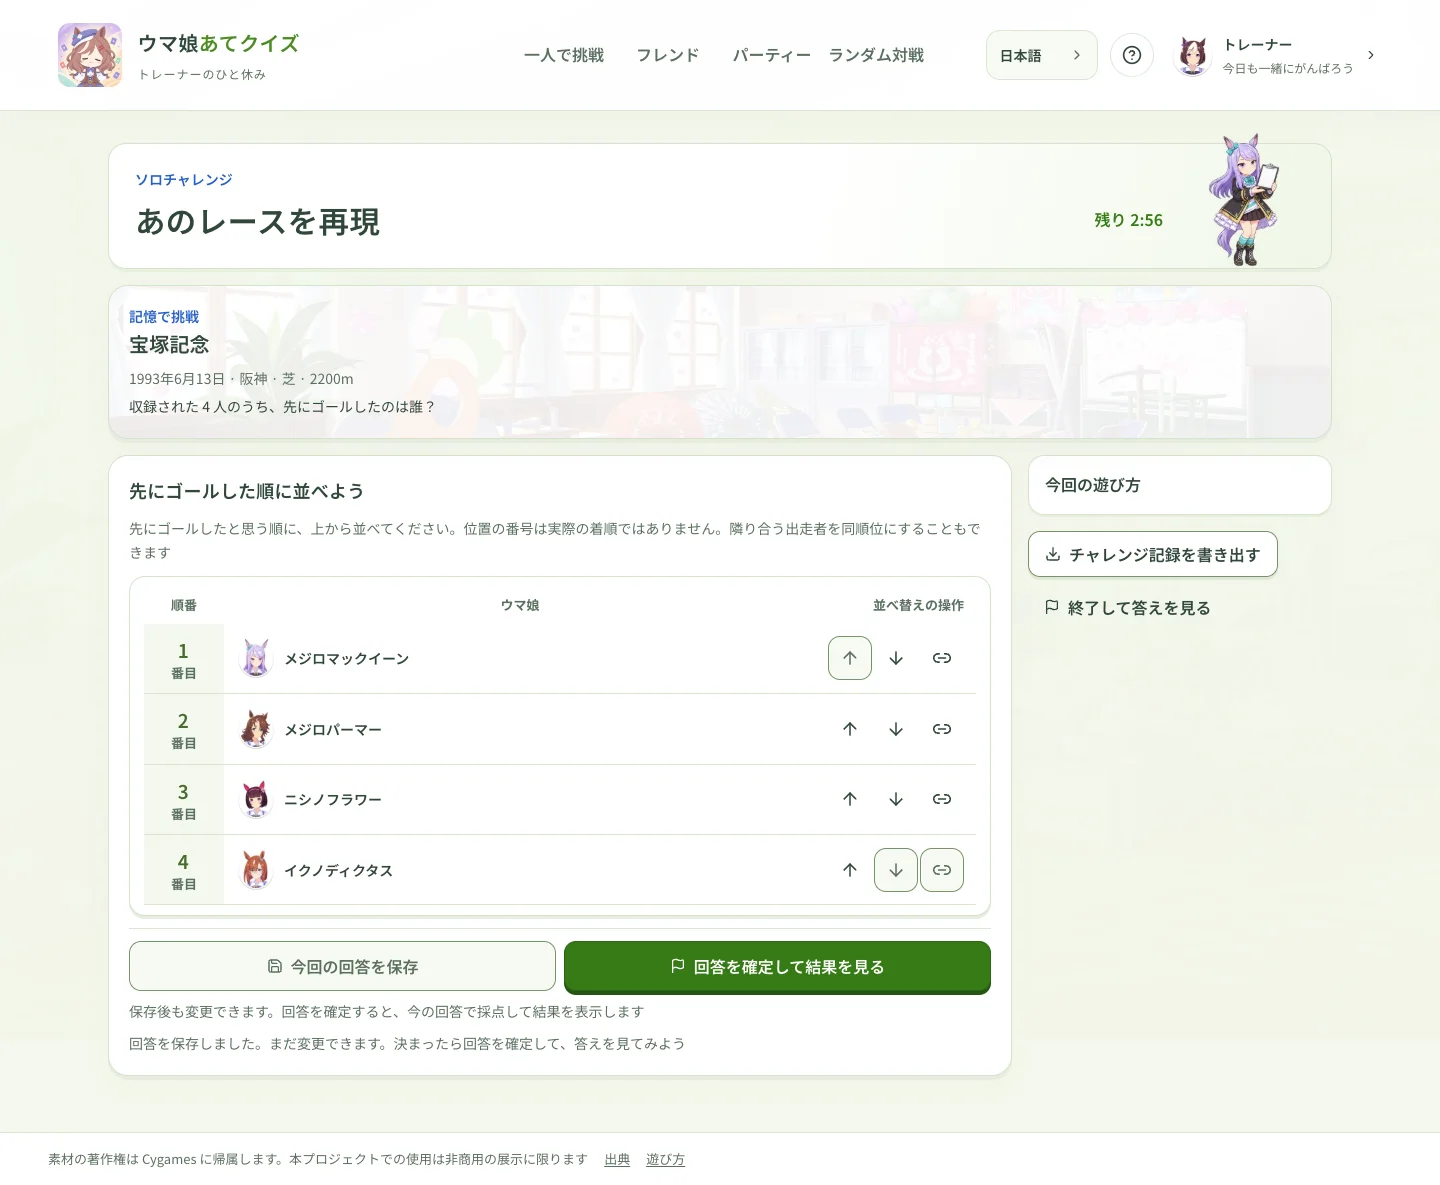 ウマ娘あてクイズ
トレーナーのひと休み
一人で挑戦
フレンド
パーティー
ランダム対戦
日本語
トレーナー
今日も一緒にがんばろう
ソロチャレンジ
あのレースを再現
残り 2:56
記憶で挑戦
宝塚記念
1993年6月13日 · 阪神 · 芝 · 2200m
収録された 4 人のうち、先にゴールしたのは誰？
先にゴールした順に並べよう
先にゴールしたと思う順に、上から並べてください。位置の番号は実際の着順ではありません。隣り合う出走者を同順位にすることもで
きます
順番
ウマ娘
並べ替えの操作
1
番目
メジロマックイーン
2
番目
メジロパーマー
3
番目
ニシノフラワー
4
番目
イクノディクタス
今回の回答を保存
回答を確定して結果を見る
保存後も変更できます。回答を確定すると、今の回答で採点して結果を表示します
回答を保存しました。まだ変更できます。決まったら回答を確定して、答えを見てみよう
今回の遊び方
チャレンジ記録を書き出す
終了して答えを見る
素材の著作権は Cygames に帰属します。本プロジェクトでの使用は非商用の展示に限ります
出典
遊び方